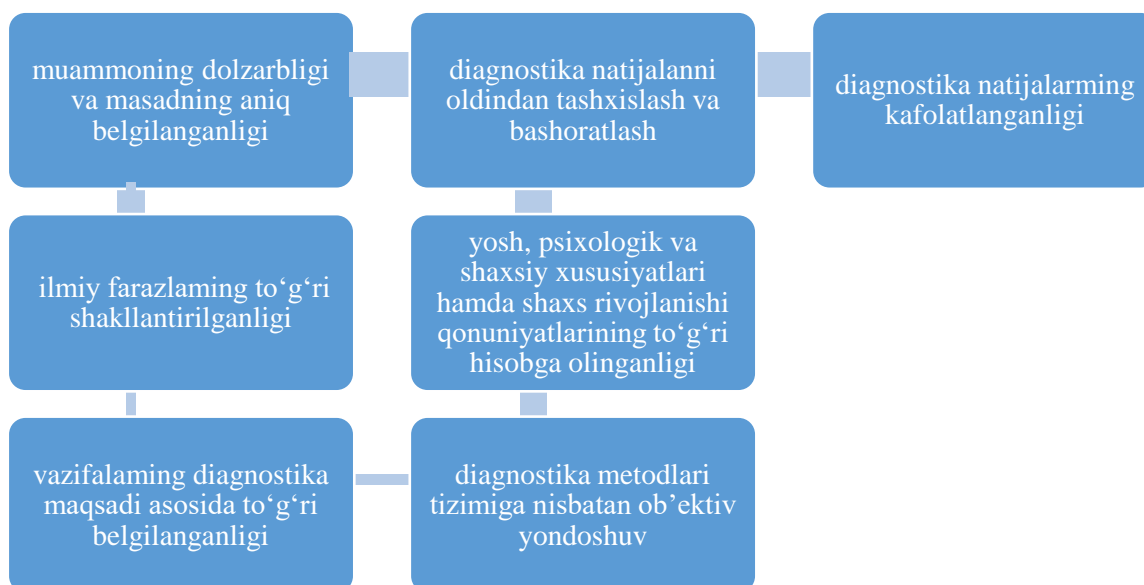 muammoning dolzarbligi
va masadning aniq
belgilanganligi
ilmiy farazlaming to‘g‘ri
shakllantirilganligi
vazifalaming diagnostika
maqsadi asosida to‘g‘ri
belgilanganligi
diagnostika metodlari
tizimiga nisbatan ob’ektiv
yondoshuv
yosh, psixologik va
shaxsiy xususiyatlari
hamda shaxs rivojlanishi
qonuniyatlarining to‘g‘ri
hisobga olinganligi
diagnostika natijalanni
oldindan tashxislash va
bashoratlash
diagnostika natijalarming
kafolatlanganligi